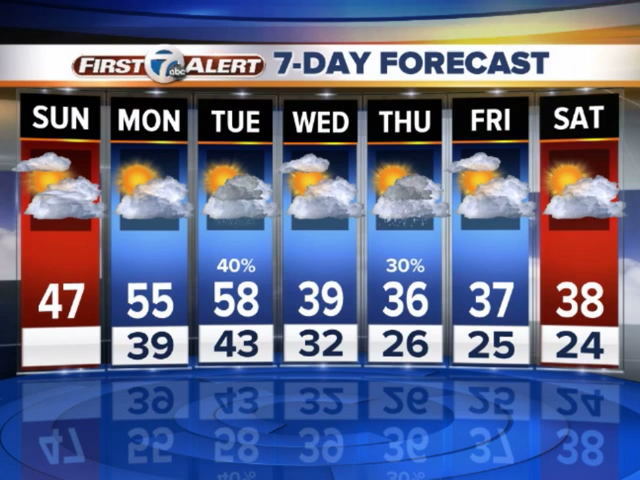 FIRST 7 abc ALERT 7-DAY FORECAST
SUN MON TUE WED THU FRI SAT
40% 30%
47 55 58 39 36 37 38
39 43 32 26 25 24